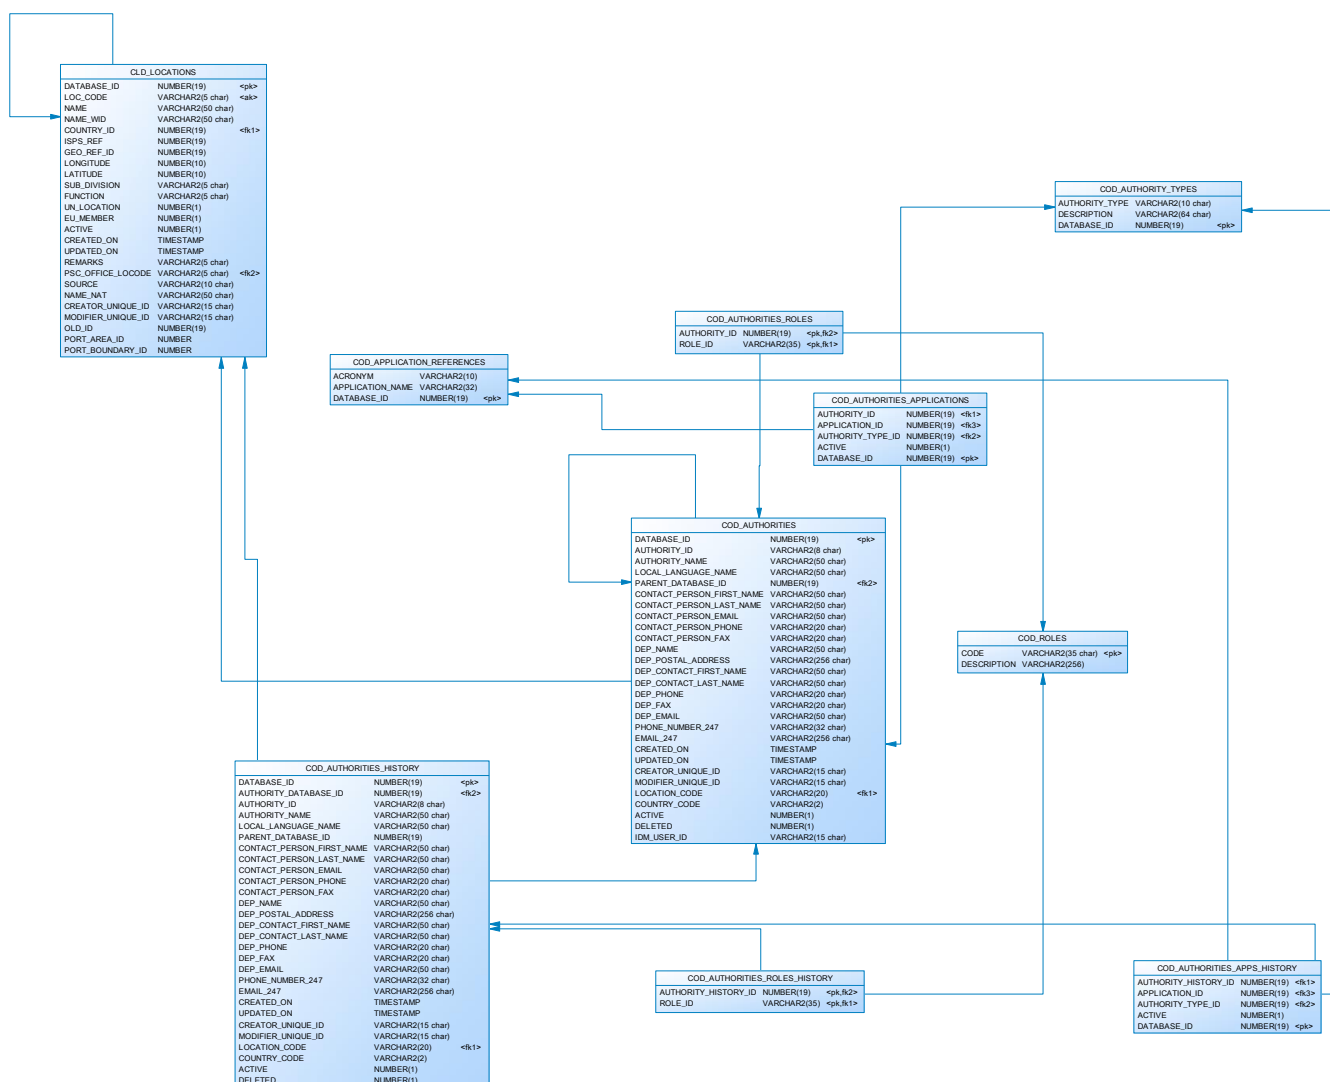 CLD_LOCATIONS
DATABASE_ID NUMBER(19) <pk>
LOC_CODE VARCHAR2(5 char) <ak>
NAME VARCHAR2(50 char)
NAME_WID VARCHAR2(50 char)
COUNTRY_ID NUMBER(19) <fk1>
ISPS_REF NUMBER(19)
GEO_REF_ID NUMBER(19)
LONGITUDE NUMBER(10)
LATITUDE NUMBER(10)
SUB_DIVISION VARCHAR2(5 char)
FUNCTION VARCHAR2(5 char)
UN_LOCATION NUMBER(1)
EU_MEMBER NUMBER(1)
ACTIVE NUMBER(1)
CREATED_ON TIMESTAMP
UPDATED_ON TIMESTAMP
REMARKS VARCHAR2(5 char)
PSC_OFFICE_LOCODE VARCHAR2(5 char) <fk2>
SOURCE VARCHAR2(10 char)
NAME_NAT VARCHAR2(50 char)
CREATOR_UNIQUE_ID VARCHAR2(15 char)
MODIFIER_UNIQUE_ID VARCHAR2(15 char)
OLD_ID NUMBER(19)
PORT_AREA_ID NUMBER
PORT_BOUNDARY_ID NUMBER
COD_AUTHORITY_TYPES
AUTHORITY_TYPE VARCHAR2(10 char)
DESCRIPTION VARCHAR2(64 char)
DATABASE_ID NUMBER(19) <pk>
COD_AUTHORITIES_ROLES
AUTHORITY_ID NUMBER(19) <pk,fk2>
ROLE_ID VARCHAR2(35) <pk,fk1>
COD_APPLICATION_REFERENCES
ACRONYM VARCHAR2(10)
APPLICATION_NAME VARCHAR2(32)
DATABASE_ID NUMBER(19) <pk>
COD_AUTHORITIES_APPLICATIONS
AUTHORITY_ID NUMBER(19) <fk1>
APPLICATION_ID NUMBER(19) <fk3>
AUTHORITY_TYPE_ID NUMBER(19) <fk2>
ACTIVE NUMBER(1)
DATABASE_ID NUMBER(19) <pk>
COD_AUTHORITIES
DATABASE_ID NUMBER(19) <pk>
AUTHORITY_ID VARCHAR2(8 char)
AUTHORITY_NAME VARCHAR2(50 char)
LOCAL_LANGUAGE_NAME VARCHAR2(50 char)
PARENT_DATABASE_ID NUMBER(19) <fk2>
CONTACT_PERSON_FIRST_NAME VARCHAR2(50 char)
CONTACT_PERSON_LAST_NAME VARCHAR2(50 char)
CONTACT_PERSON_EMAIL VARCHAR2(50 char)
CONTACT_PERSON_PHONE VARCHAR2(20 char)
CONTACT_PERSON_FAX VARCHAR2(20 char)
DEP_NAME VARCHAR2(50 char)
DEP_POSTAL_ADDRESS VARCHAR2(256 char)
DEP_CONTACT_FIRST_NAME VARCHAR2(50 char)
DEP_CONTACT_LAST_NAME VARCHAR2(50 char)
DEP_PHONE VARCHAR2(20 char)
DEP_FAX VARCHAR2(20 char)
DEP_EMAIL VARCHAR2(50 char)
PHONE_NUMBER_247 VARCHAR2(32 char)
EMAIL_247 VARCHAR2(256 char)
CREATED_ON TIMESTAMP
UPDATED_ON TIMESTAMP
CREATOR_UNIQUE_ID VARCHAR2(15 char)
MODIFIER_UNIQUE_ID VARCHAR2(15 char)
LOCATION_CODE VARCHAR2(20) <fk1>
COUNTRY_CODE VARCHAR2(2)
ACTIVE NUMBER(1)
DELETED NUMBER(1)
IDM_USER_ID VARCHAR2(15 char)
COD_ROLES
CODE VARCHAR2(35 char) <pk>
DESCRIPTION VARCHAR2(256)
COD_AUTHORITIES_HISTORY
DATABASE_ID NUMBER(19) <pk>
AUTHORITY_DATABASE_ID NUMBER(19) <fk2>
AUTHORITY_ID VARCHAR2(8 char)
AUTHORITY_NAME VARCHAR2(50 char)
LOCAL_LANGUAGE_NAME VARCHAR2(50 char)
PARENT_DATABASE_ID NUMBER(19)
CONTACT_PERSON_FIRST_NAME VARCHAR2(50 char)
CONTACT_PERSON_LAST_NAME VARCHAR2(50 char)
CONTACT_PERSON_EMAIL VARCHAR2(50 char)
CONTACT_PERSON_PHONE VARCHAR2(20 char)
CONTACT_PERSON_FAX VARCHAR2(20 char)
DEP_NAME VARCHAR2(50 char)
DEP_POSTAL_ADDRESS VARCHAR2(256 char)
DEP_CONTACT_FIRST_NAME VARCHAR2(50 char)
DEP_CONTACT_LAST_NAME VARCHAR2(50 char)
DEP_PHONE VARCHAR2(20 char)
DEP_FAX VARCHAR2(20 char)
DEP_EMAIL VARCHAR2(50 char)
PHONE_NUMBER_247 VARCHAR2(32 char)
EMAIL_247 VARCHAR2(256 char)
CREATED_ON TIMESTAMP
UPDATED_ON TIMESTAMP
CREATOR_UNIQUE_ID VARCHAR2(15 char)
MODIFIER_UNIQUE_ID VARCHAR2(15 char)
LOCATION_CODE VARCHAR2(20) <fk1>
COUNTRY_CODE VARCHAR2(2)
ACTIVE NUMBER(1)
DELETED NUMBER(1)
COD_AUTHORITIES_ROLES_HISTORY
AUTHORITY_HISTORY_ID NUMBER(19) <pk,fk2>
ROLE_ID VARCHAR2(35) <pk,fk1>
COD_AUTHORITIES_APPS_HISTORY
AUTHORITY_HISTORY_ID NUMBER(19) <fk1>
APPLICATION_ID NUMBER(19) <fk3>
AUTHORITY_TYPE_ID NUMBER(19) <fk2>
ACTIVE NUMBER(1)
DATABASE_ID NUMBER(19) <pk>